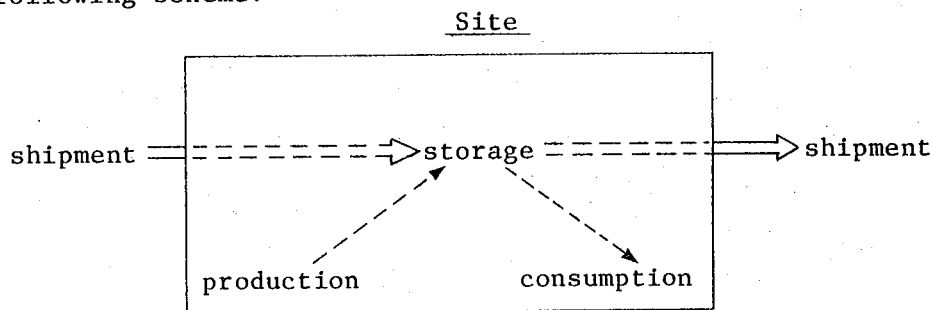 following scheme:
Site
shipment storage shipment
production consumption